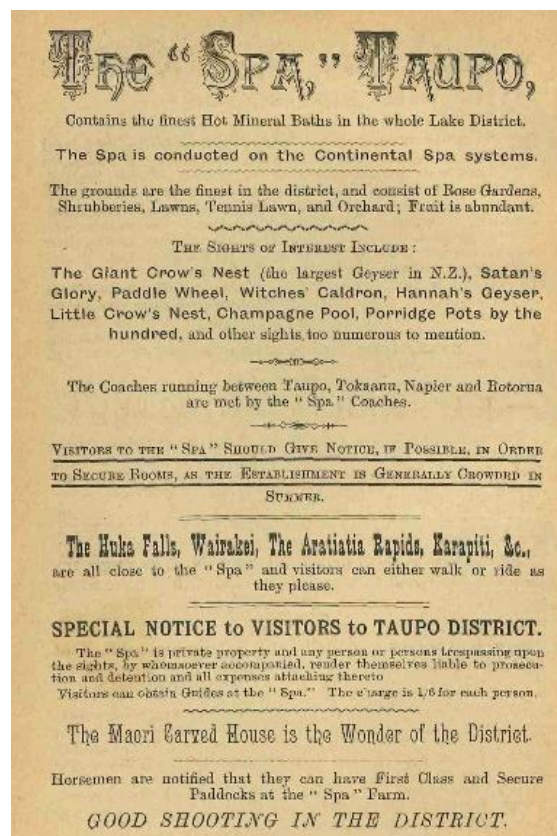 The "Spa," Taupo,
Contains the finest Hot Mineral Baths in the whole Lake District.
The Spa is conducted on the Continental Spa systems.
The grounds are the finest in the district, and consist of Rose Gardens,
Shrubberies, Lawns, Tennis Lawn, and Orchard; Fruit is abundant.
The Sights of Interest Include:
The Giant Crow's Nest (the largest Geyser in N.Z.), Satan's
Glory, Paddle Wheel, Witches' Caldron, Hannah's Geyser,
Little Crow's Nest, Champagne Pool, Porridge Pots by the
hundred, and other sights too numerous to mention.
The Coaches running between Taupo, Tokaanu, Napier and Rotorua
are met by the "Spa" Coaches.
Visitors to the "Spa" Should Give Notice, if Possible, in Order
to Secure Rooms, as the Establishment is Generally Crowded in
Summer.
The Huka Falls, Wairakei, The Aratiatia Rapids, Karapiti, &c.,
are all close to the "Spa" and visitors can either walk or ride as
they please.
SPECIAL NOTICE to VISITORS to TAUPO DISTRICT.
The "Spa" is private property and any person or persons trespassing upon
the sights, by whomsoever accompanied, render themselves liable to prosecu-
tion and detention and all expenses attaching thereto
Visitors can obtain Guides at the "Spa." The charge is 1/6 for each person.
The Maori Carved House is the Wonder of the District.
Horsemen are notified that they can have First Class and Secure
Paddocks at the "Spa" Farm.
GOOD SHOOTING IN THE DISTRICT.